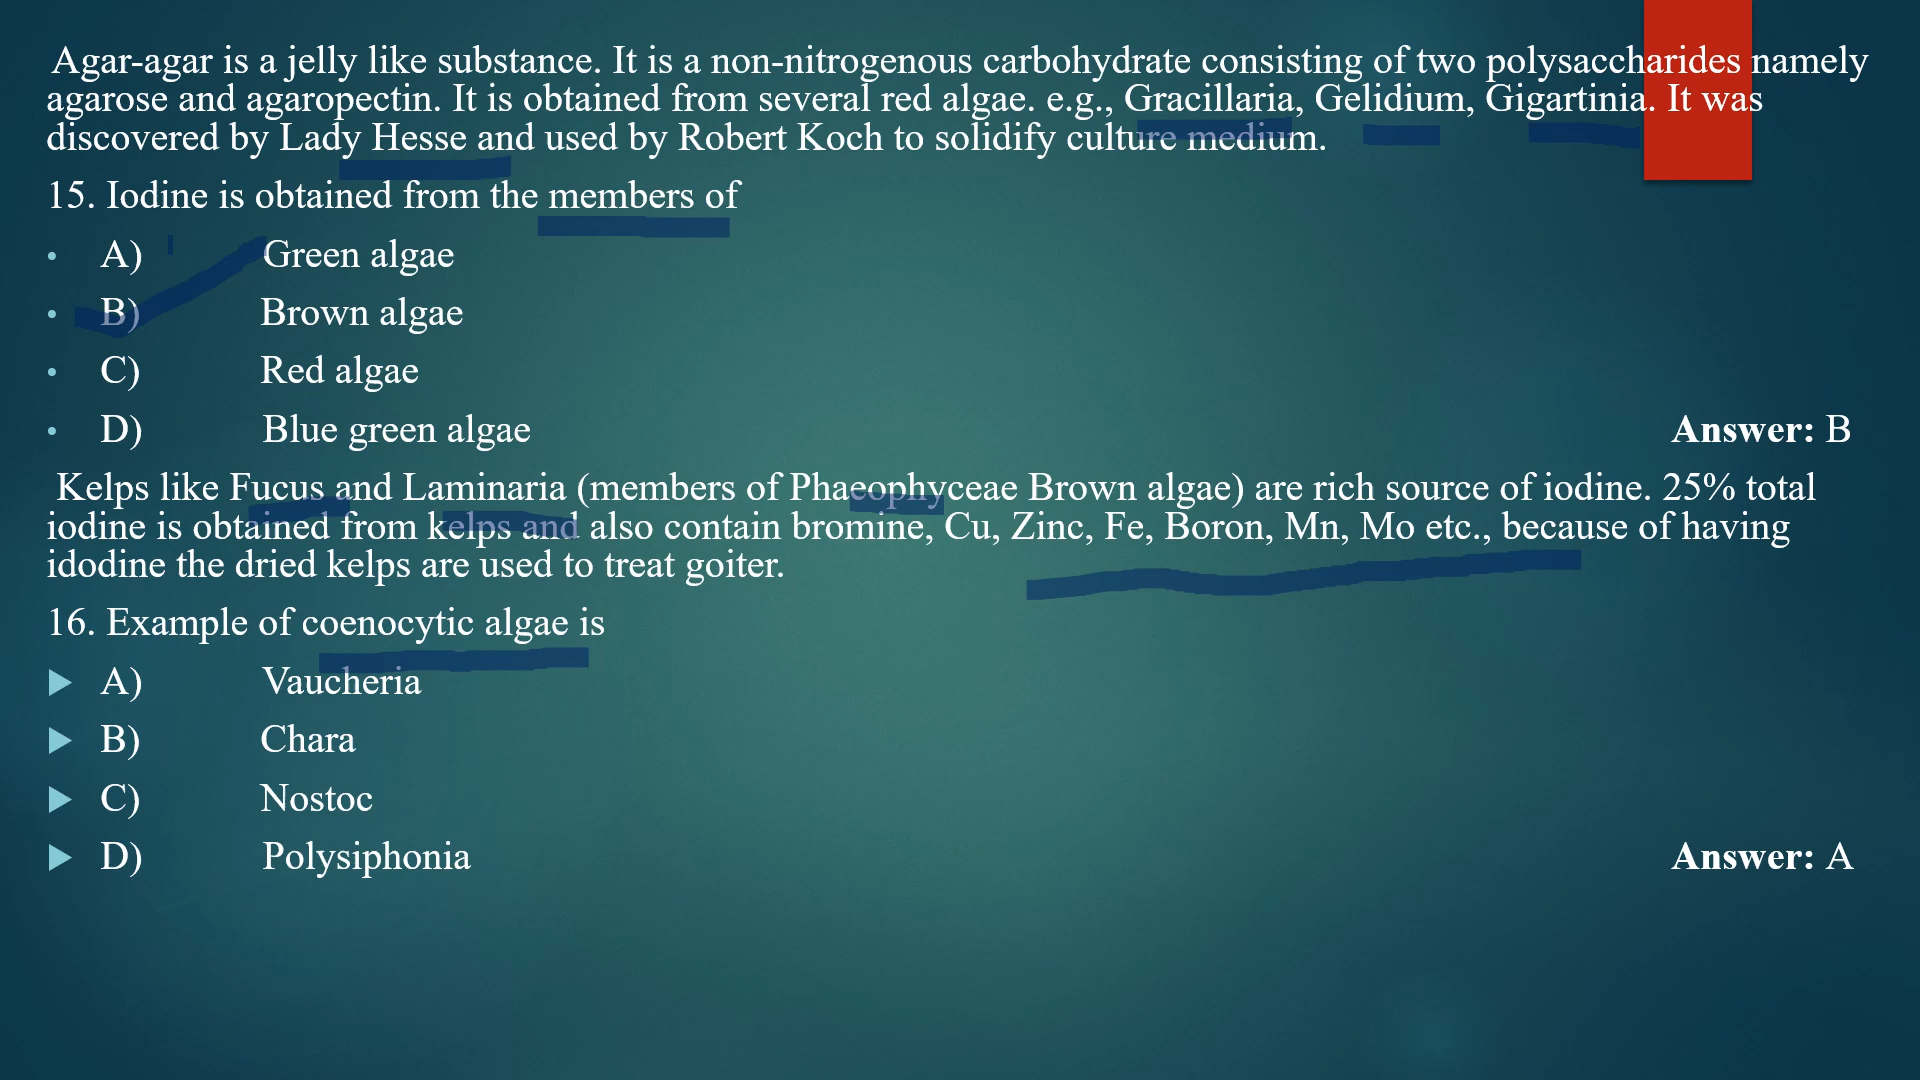 Agar-agar is a jelly like substance. It is a non-nitrogenous carbohydrate consisting of two polysaccharides namely
agarose and agaropectin. It is obtained from several red algae. e.g., Gracillaria, Gelidium, Gigartinia. It was
discovered by Lady Hesse and used by Robert Koch to solidify culture medium.
15. Iodine is obtained from the members of
• A) Green algae
• B) Brown algae
• C) Red algae
• D) Blue green algae Answer: B
Kelps like Fucus and Laminaria (members of Phaeophyceae Brown algae) are rich source of iodine. 25% total
iodine is obtained from kelps and also contain bromine, Cu, Zinc, Fe, Boron, Mn, Mo etc., because of having
idodine the dried kelps are used to treat goiter.
16. Example of coenocytic algae is
▶ A) Vaucheria
▶ B) Chara
▶ C) Nostoc
▶ D) Polysiphonia Answer: A